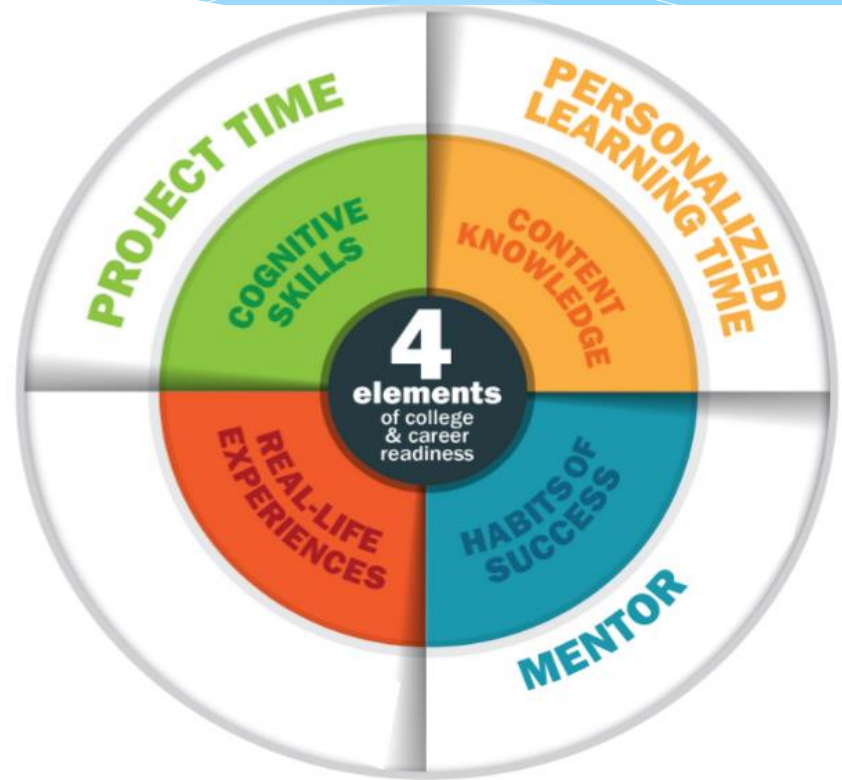 PROJECT TIME
PERSONALIZED
LEARNING TIME
COGNITIVE
SKILLS
CONTENT
KNOWLEDGE
4
elements
of college
& career
readiness
REAL-LIFE
EXPERIENCES
HABITS OF
SUCCESS
MENTOR